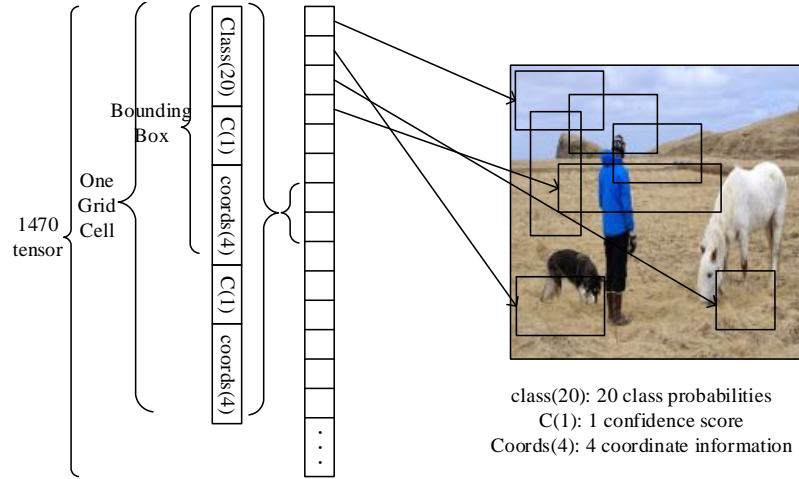 1470
tensor
One
Grid
Cell
Bounding
Box
Class(20)
C(1)
coords(4)
C(1)
coords(4)
. . .
class(20): 20 class probabilities
C(1): 1 confidence score
Coords(4): 4 coordinate information